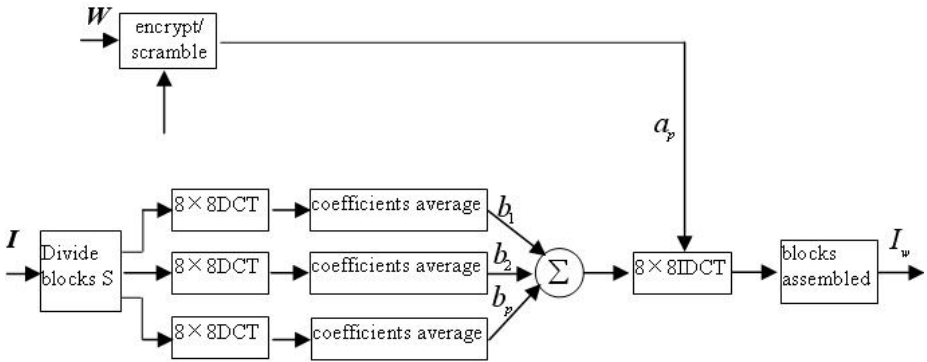 W
encrypt/
scramble
a_p
8×8DCT
coefficients average
b_1
I
Divide
blocks S
8×8DCT
coefficients average
b_2
Σ
8×8IDCT
blocks
assembled
I_w
b_p
8×8DCT
coefficients average